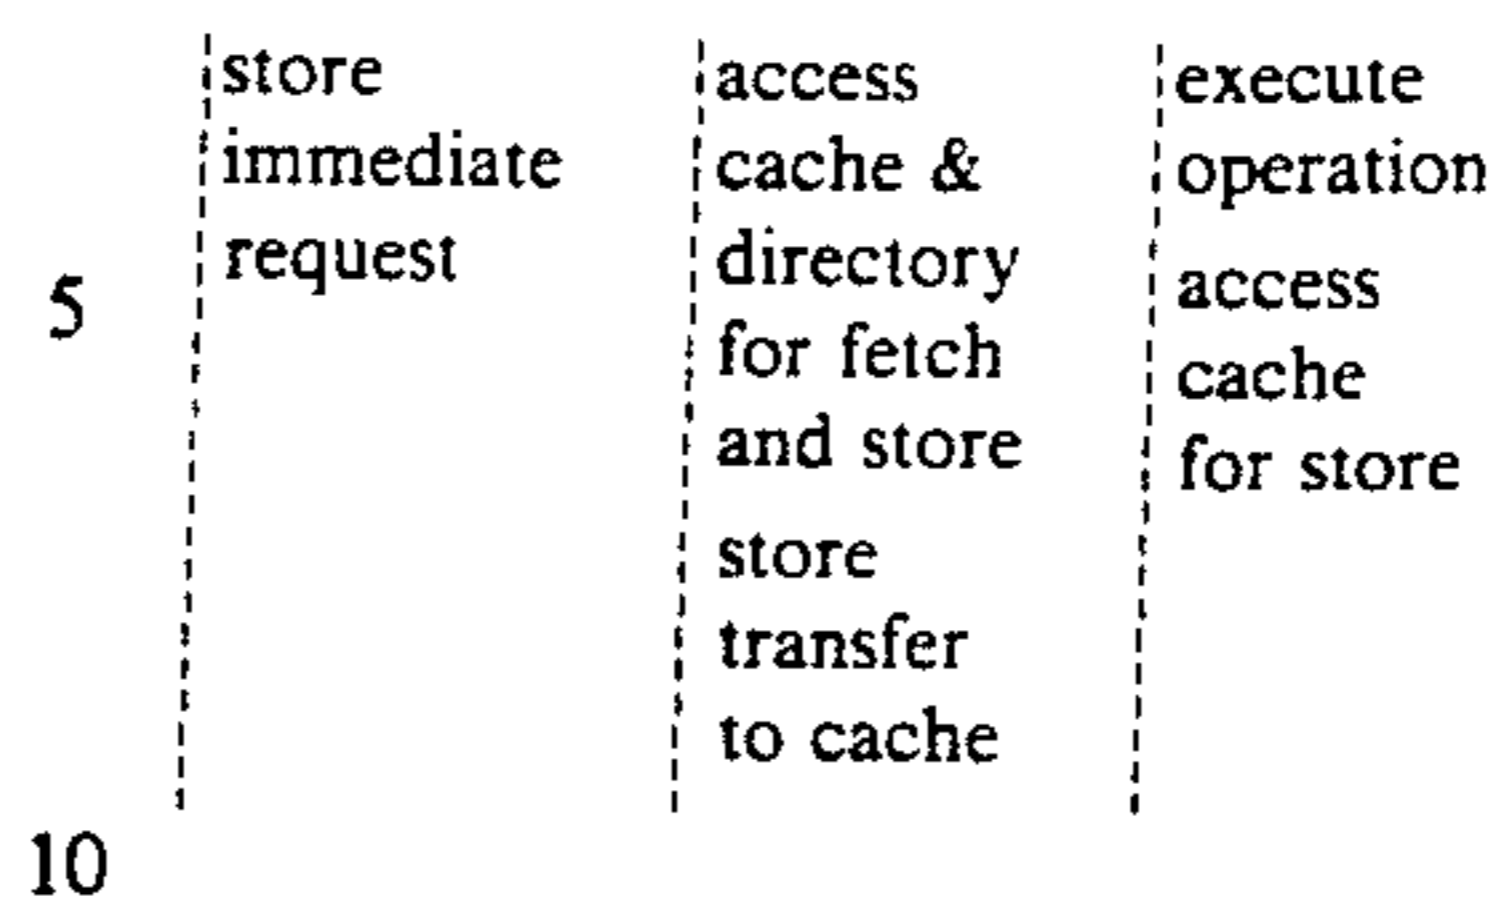 store
immediate
request
access
cache &
directory
for fetch
and store
store
transfer
to cache
execute
operation
access
cache
for store
5
10